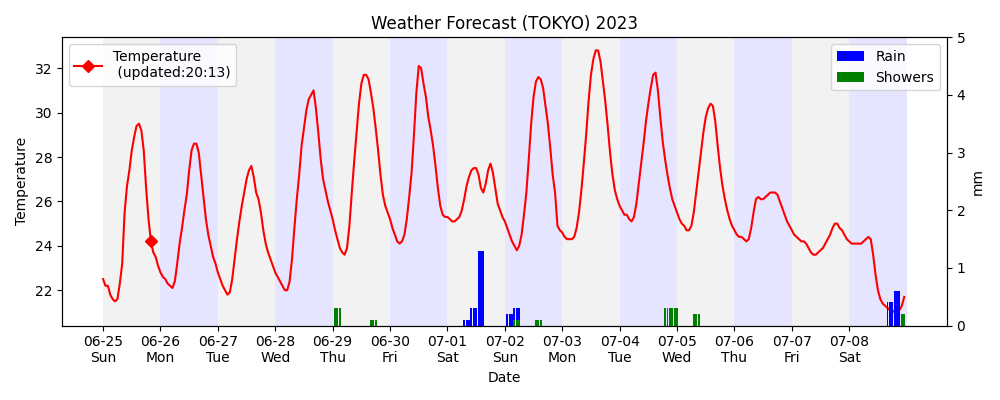 Weather Forecast (TOKYO) 2023
Temperature
(updated:20:13)
Rain
Showers
Temperature
32
30
28
26
24
22
5
4
3
2
1
0
mm
06-25 06-26 06-27 06-28 06-29 06-30 07-01 07-02 07-03 07-04 07-05 07-06 07-07 07-08
Sun Mon Tue Wed Thu Fri Sat Sun Mon Tue Wed Thu Fri Sat
Date